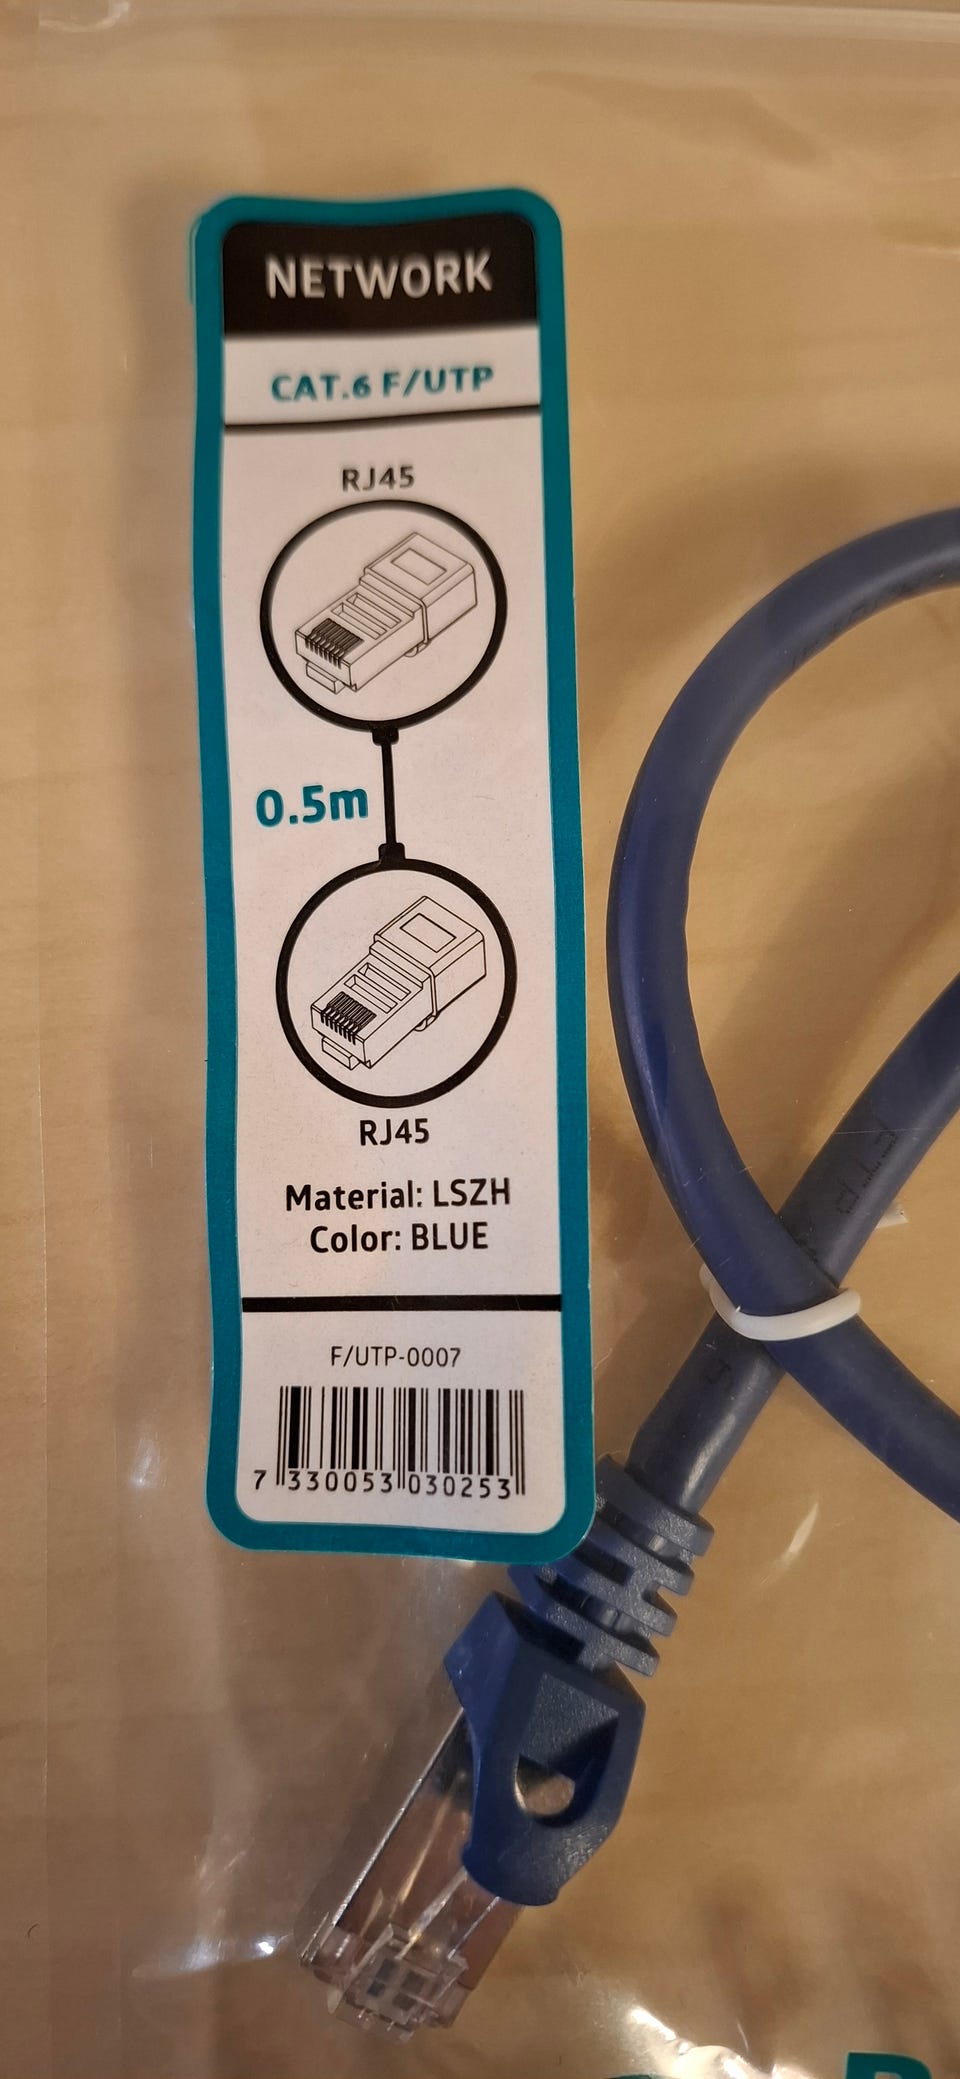 NETWORK
CAT.6 F/UTP
RJ45
0.5m
RJ45
Material: LSZH
Color: BLUE
F/UTP-0007
7 330053 030253